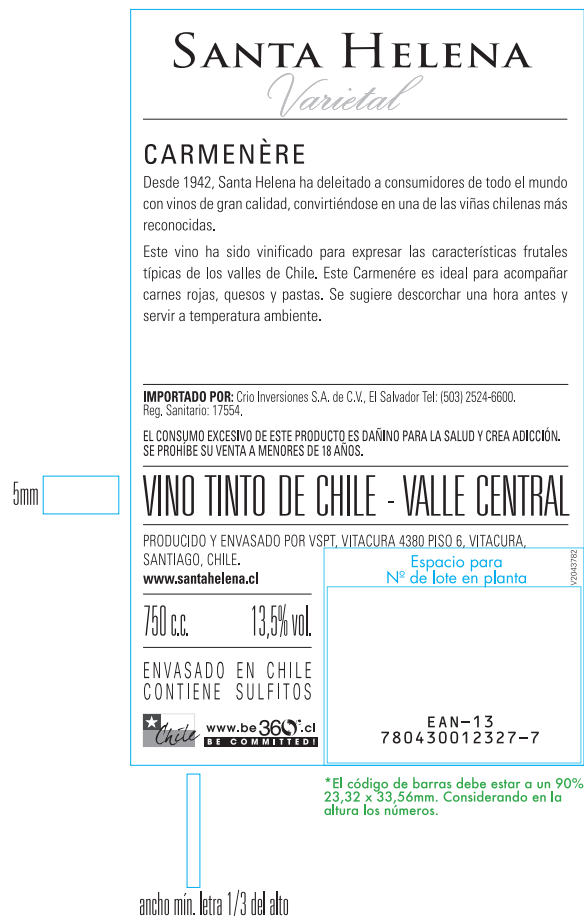 SANTA HELENA
Varietal
CARMENÈRE
Desde 1942, Santa Helena ha deleitado a consumidores de todo el mundo
con vinos de gran calidad, convirtiéndose en una de las viñas chilenas más
reconocidas.
Este vino ha sido vinificado para expresar las características frutales
típicas de los valles de Chile. Este Carmenére es ideal para acompañar
carnes rojas, quesos y pastas. Se sugiere descorchar una hora antes y
servir a temperatura ambiente.
IMPORTADO POR: Crio Inversiones S.A. de C.V., El Salvador Tel: (503) 2524-6600.
Reg. Sanitario: 17554.
EL CONSUMO EXCESIVO DE ESTE PRODUCTO ES DAÑINO PARA LA SALUD Y CREA ADICCIÓN.
SE PROHÍBE SU VENTA A MENORES DE 18 AÑOS.
5mm
VINO TINTO DE CHILE - VALLE CENTRAL
PRODUCIDO Y ENVASADO POR VSPT, VITACURA 4380 PISO 6, VITACURA,
SANTIAGO, CHILE.
www.santahelena.cl
Espacio para
Nº de lote en planta
V2043782
750 c.c. 13,5% vol.
ENVASADO EN CHILE
CONTIENE SULFITOS
Chile
www.be360.cl
BE COMMITTED!
EAN-13
780430012327-7
*El código de barras debe estar a un 90%
23,32 x 33,56mm. Considerando en la
altura los números.
ancho mín. letra 1/3 del alto